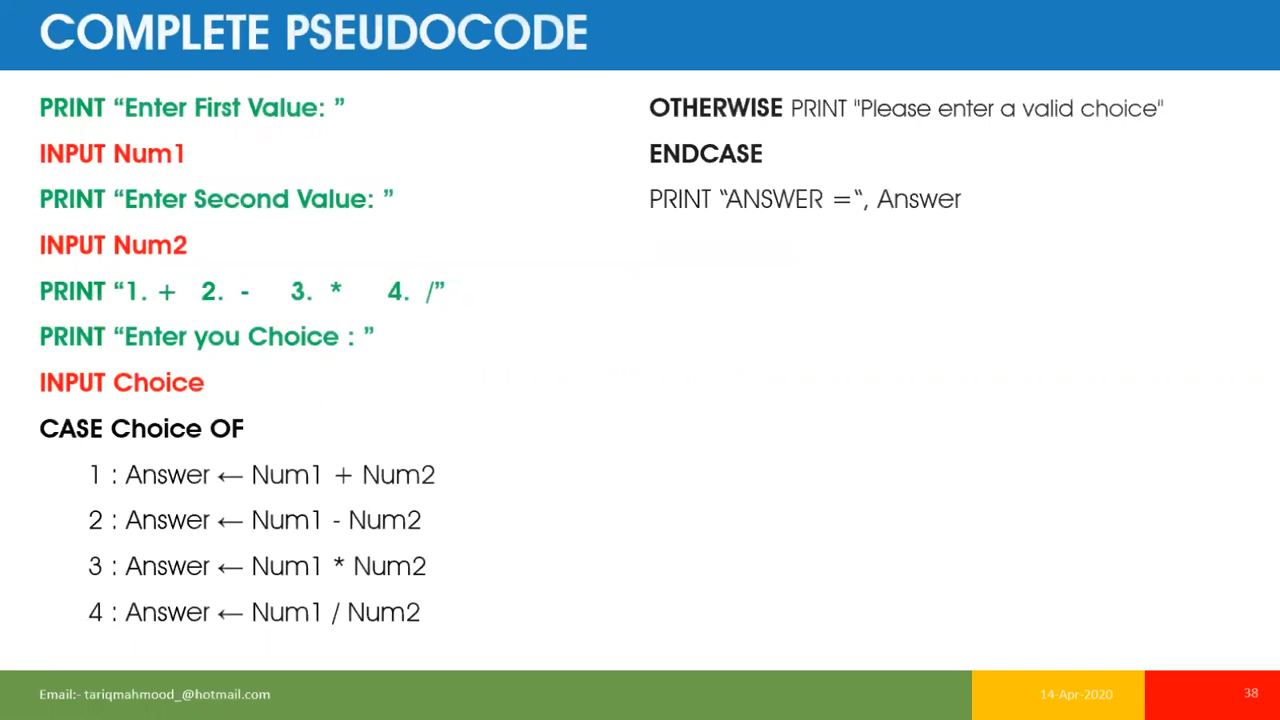 COMPLETE PSEUDOCODE
PRINT “Enter First Value: ”
INPUT Num1
PRINT “Enter Second Value: ”
INPUT Num2
PRINT “1. + 2. - 3. * 4. /”
PRINT “Enter you Choice : ”
INPUT Choice
CASE Choice OF
1 : Answer ← Num1 + Num2
2 : Answer ← Num1 - Num2
3 : Answer ← Num1 * Num2
4 : Answer ← Num1 / Num2
OTHERWISE PRINT "Please enter a valid choice"
ENDCASE
PRINT “ANSWER =“, Answer
Email:- tariqmahmood_@hotmail.com
14-Apr-2020
38